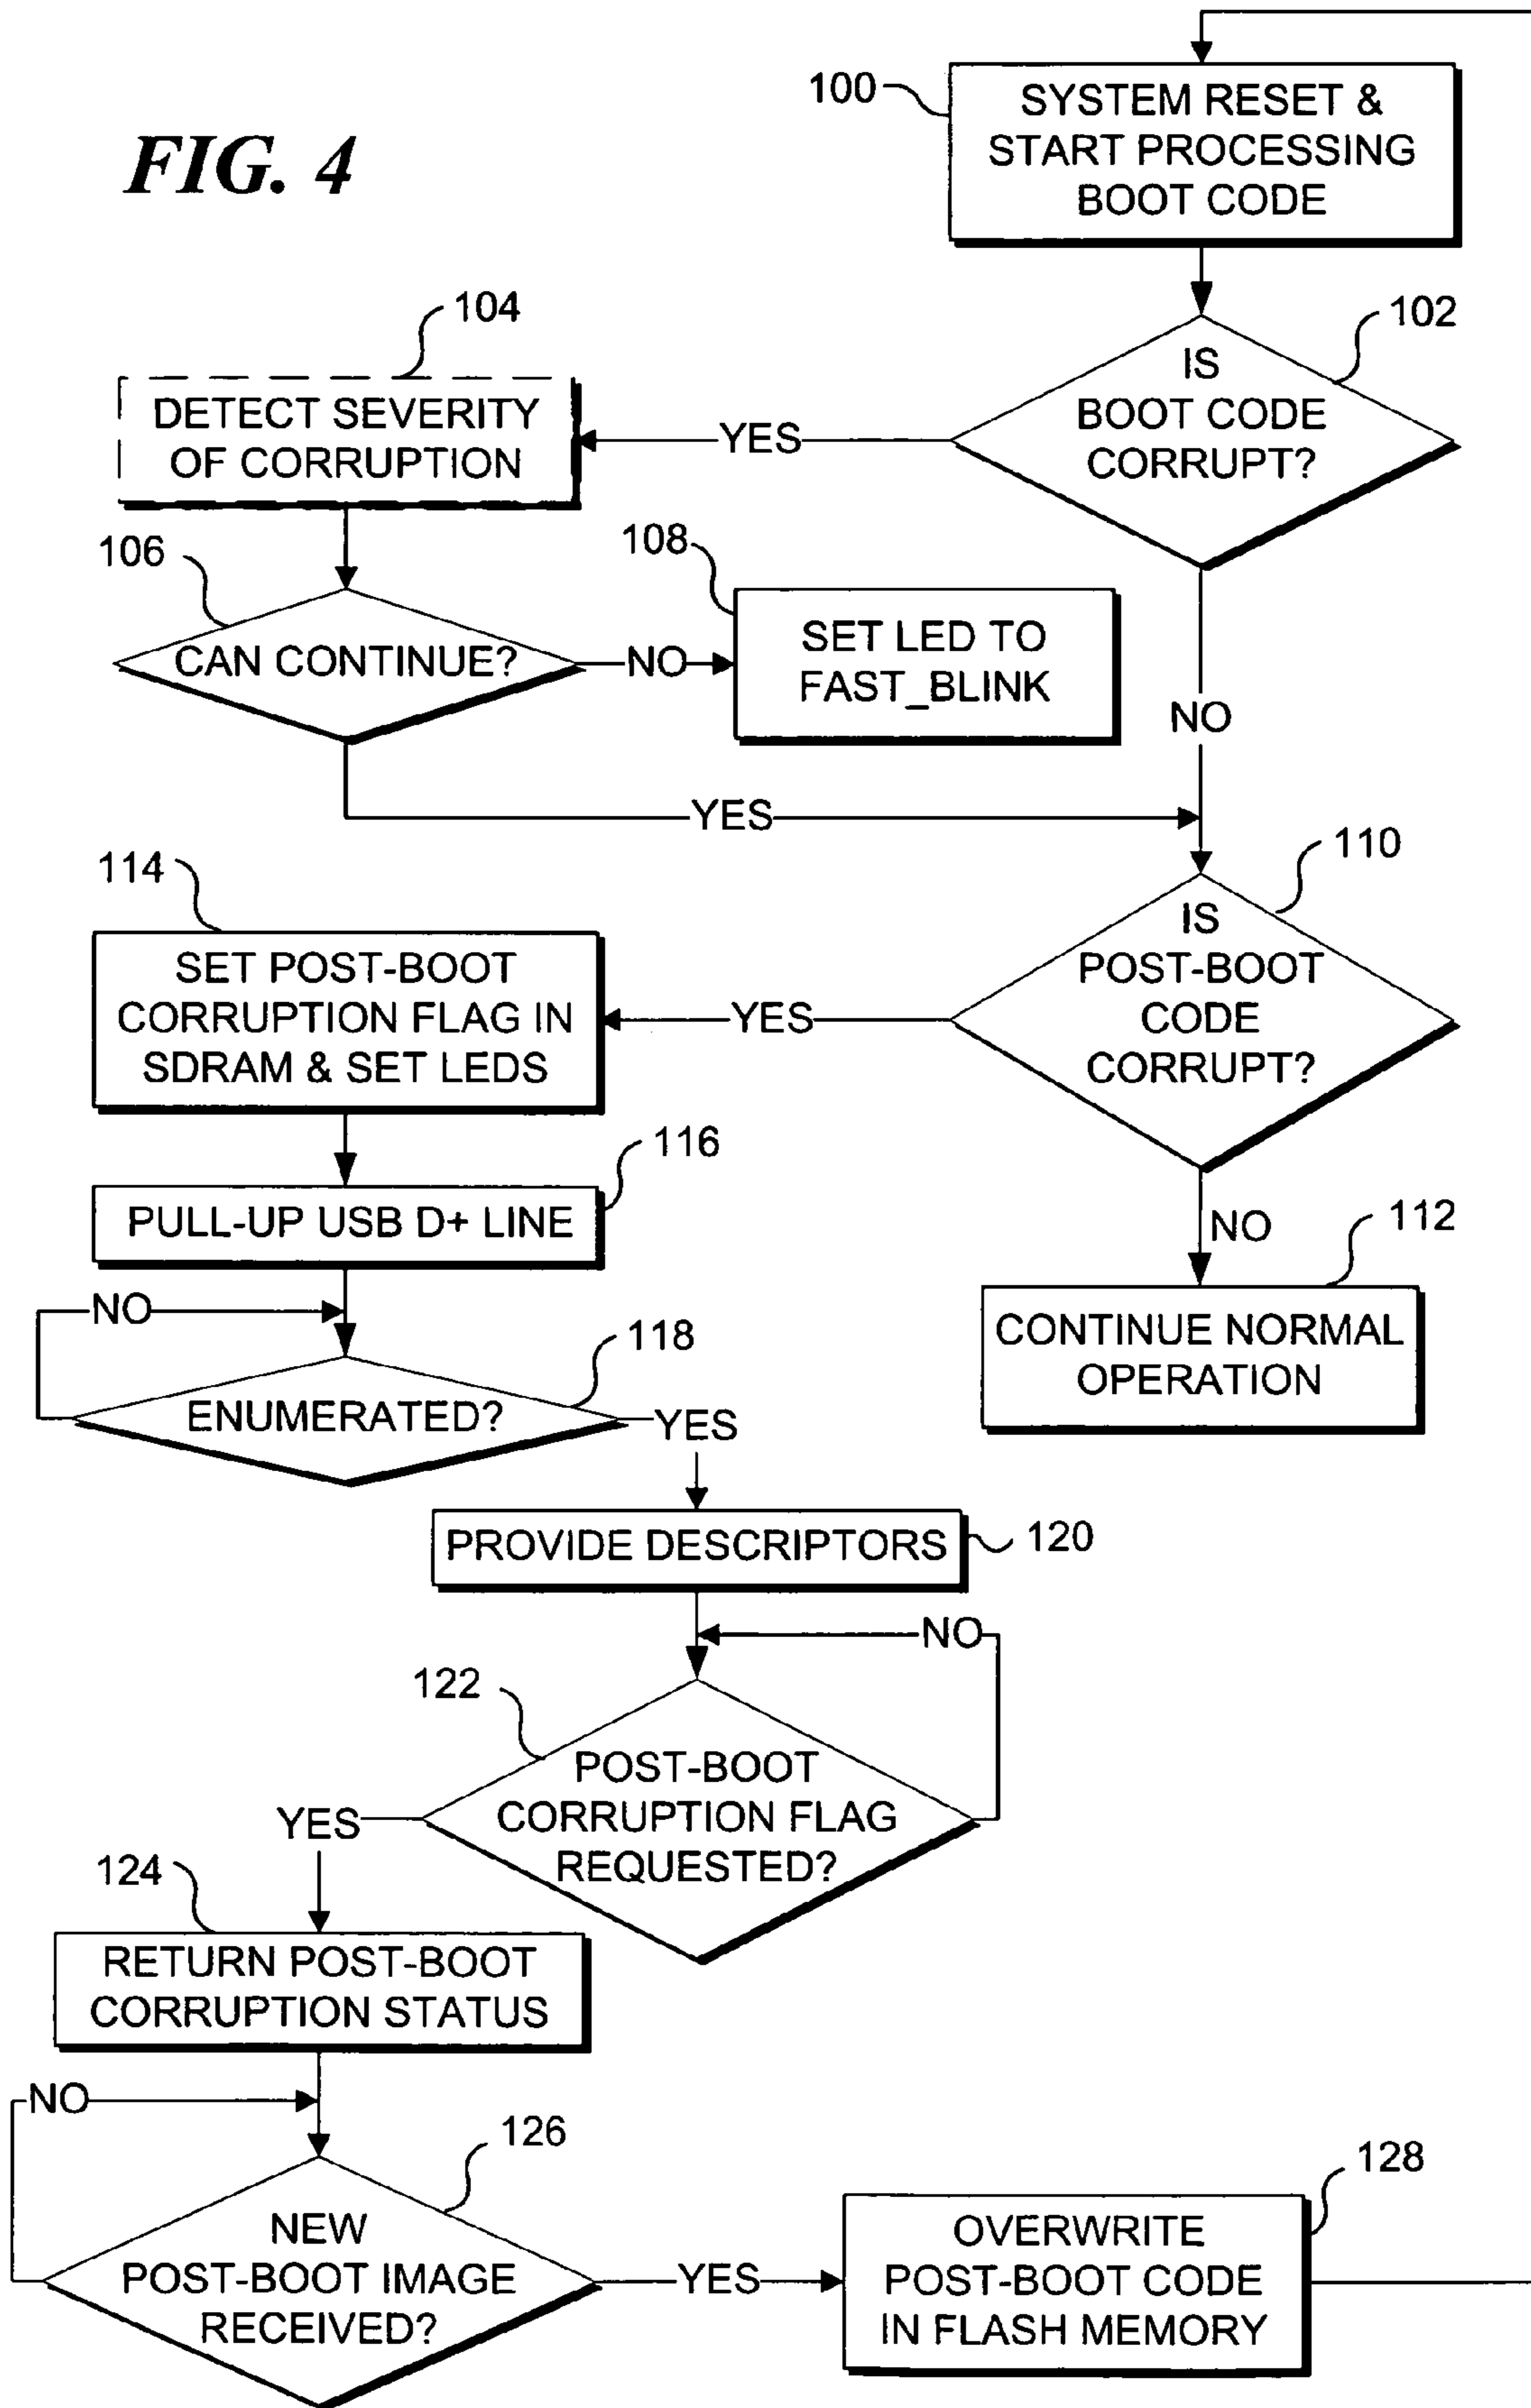 FIG. 4
100
SYSTEM RESET &
START PROCESSING
BOOT CODE
102
IS
BOOT CODE
CORRUPT?
YES
104
DETECT SEVERITY
OF CORRUPTION
106
CAN CONTINUE?
NO
108
SET LED TO
FAST_BLINK
NO
YES
110
IS
POST-BOOT
CODE
CORRUPT?
YES
114
SET POST-BOOT
CORRUPTION FLAG IN
SDRAM & SET LEDS
116
PULL-UP USB D+ LINE
NO
112
CONTINUE NORMAL
OPERATION
NO
118
ENUMERATED?
YES
PROVIDE DESCRIPTORS
120
NO
122
POST-BOOT
CORRUPTION FLAG
REQUESTED?
YES
124
RETURN POST-BOOT
CORRUPTION STATUS
NO
126
NEW
POST-BOOT IMAGE
RECEIVED?
YES
128
OVERWRITE
POST-BOOT CODE
IN FLASH MEMORY